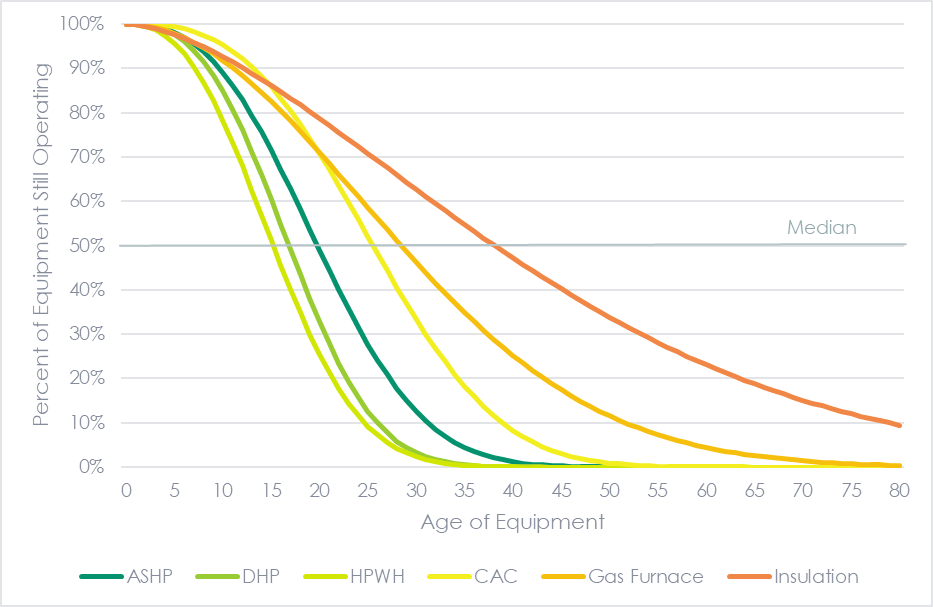 Percent of Equipment Still Operating
100%
90%
80%
70%
60%
50%
40%
30%
20%
10%
0%
Median
0 5 10 15 20 25 30 35 40 45 50 55 60 65 70 75 80
Age of Equipment
ASHP DHP HPWH CAC Gas Furnace Insulation